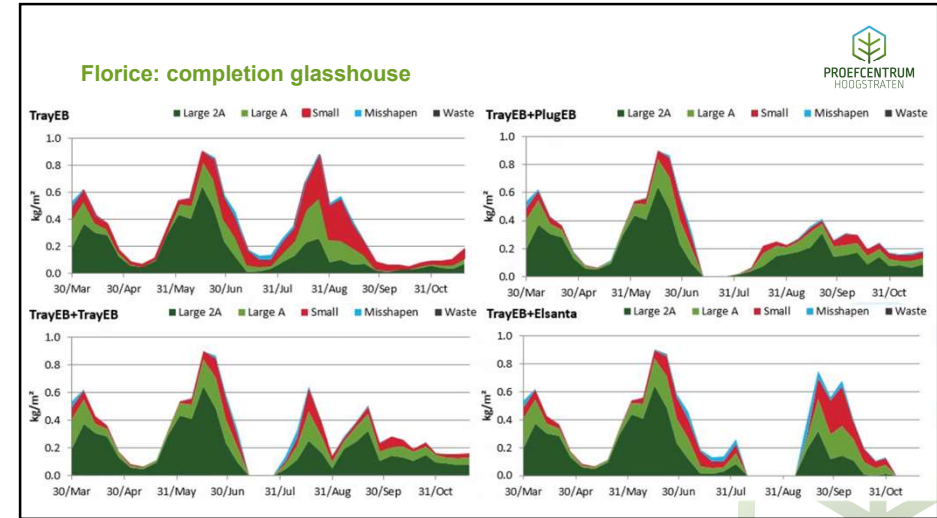 Florice: completion glasshouse
PROEFCENTRUM
HOOGSTRATEN
TrayEB
Large 2A Large A Small Misshapen Waste
kg/m²
1.0
0.8
0.6
0.4
0.2
0.0
30/Mar 30/Apr 31/May 30/Jun 31/Jul 31/Aug 30/Sep 31/Oct
TrayEB+PlugEB
Large 2A Large A Small Misshapen Waste
kg/m²
1.0
0.8
0.6
0.4
0.2
0.0
30/Mar 30/Apr 31/May 30/Jun 31/Jul 31/Aug 30/Sep 31/Oct
TrayEB+TrayEB
Large 2A Large A Small Misshapen Waste
kg/m²
1.0
0.8
0.6
0.4
0.2
0.0
30/Mar 30/Apr 31/May 30/Jun 31/Jul 31/Aug 30/Sep 31/Oct
TrayEB+Elsanta
Large 2A Large A Small Misshapen Waste
kg/m²
1.0
0.8
0.6
0.4
0.2
0.0
30/Mar 30/Apr 31/May 30/Jun 31/Jul 31/Aug 30/Sep 31/Oct